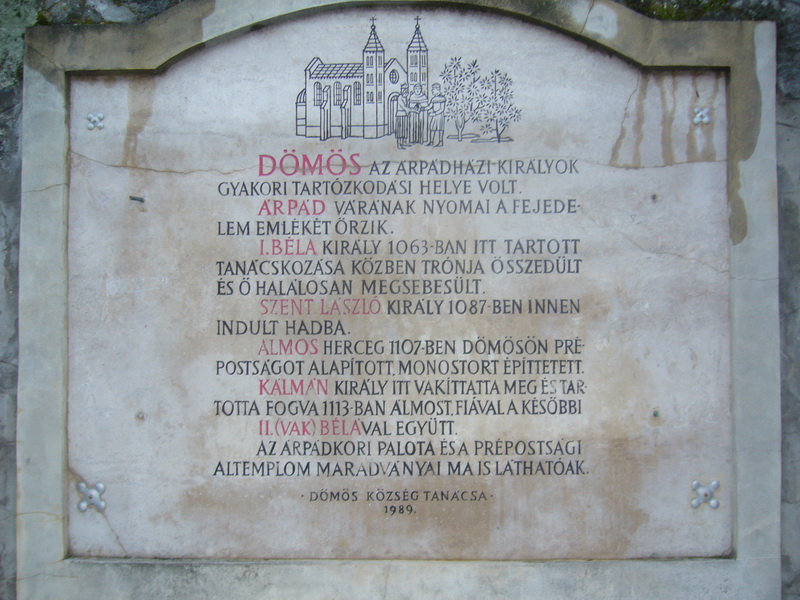 DÖMÖS AZ ÁRPÁDHÁZI KIRÁLYOK
GYAKORI TARTÓZKODÁSI HELYE VOLT.
ÁRPÁD VÁRÁNAK NYOMAI A FEJEDE-
LEM EMLÉKÉT ŐRZIK.
I. BÉLA KIRÁLY 1063-BAN ITT TARTOTT
TANÁCSKOZÁSA KÖZBEN TRÓNJA ÖSSZEDŰLT
ÉS Ő HALÁLOSAN MEGSEBESÜLT.
SZENT LÁSZLÓ KIRÁLY 1087-BEN INNEN
INDULT HADBA.
ÁLMOS HERCEG 1107-BEN DÖMÖSÖN PRÉ-
POSTSÁGOT ALAPÍTOTT, MONOSTORT ÉPÍTTETETT.
KÁLMÁN KIRÁLY ITT VAKÍTTATTA MEG ÉS TAR-
TOTTA FOGVA 1113-BAN ÁLMOST, FIÁVAL A KÉSŐBBI
II. (VAK) BÉLÁVAL EGYÜTT.
AZ ÁRPÁDKORI PALOTA ÉS A PRÉPOSTSÁGI
ALTEMPLOM MARADVÁNYAI MA IS LÁTHATÓAK.
· DÖMÖS KÖZSÉG TANÁCSA ·
1989.